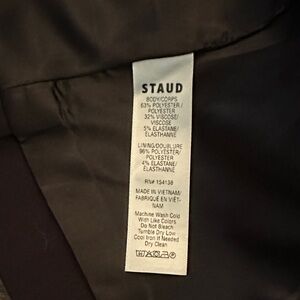 STAUD
BODY/CORPS
63% POLYESTER/
POLYESTER
32% VISCOSE/
VISCOSE
5% ELASTANE/
ELASTHANNE
LINING/DOUBLURE
96% POLYESTER/
POLYESTER
4% ELASTANE/
ELASTHANNE
RN# 154138
MADE IN VIETNAM/
FABRIQUÉ EN VIÊT-
NAM
Machine Wash Cold
With Like Colors
Do Not Bleach
Tumble Dry Low
Cool Iron If Needed
Dry Clean